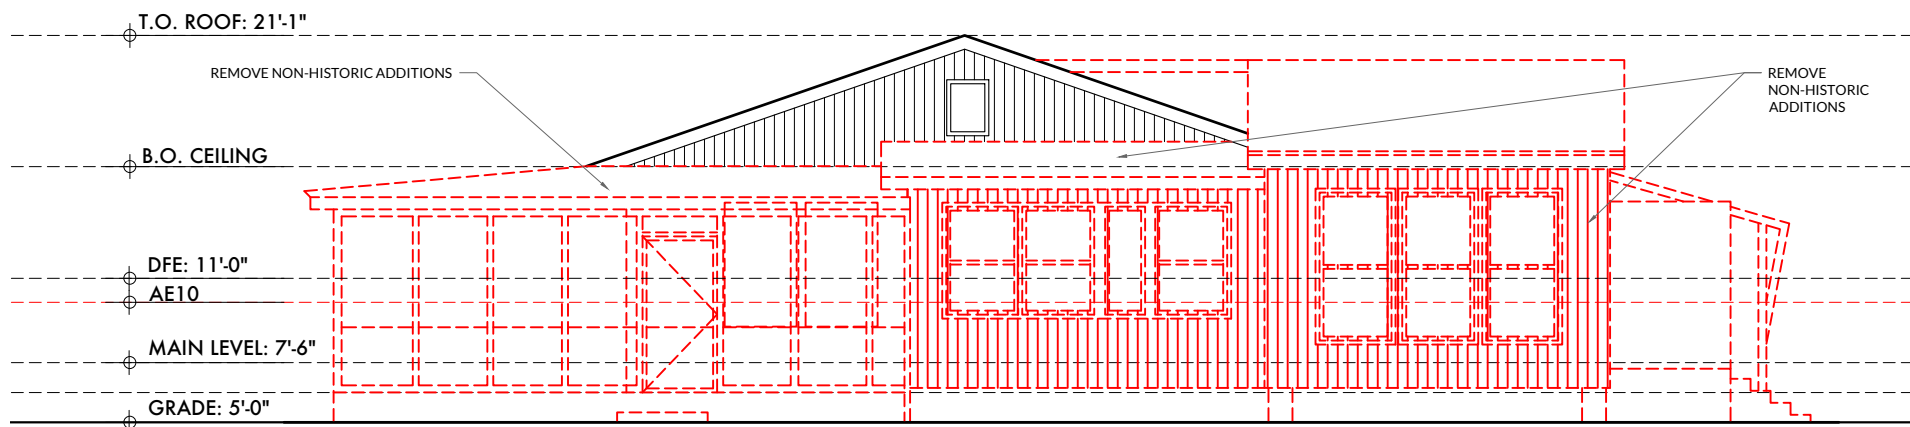 T.O. ROOF: 21'-1"
REMOVE NON-HISTORIC ADDITIONS
REMOVE
NON-HISTORIC
ADDITIONS
B.O. CEILING
DFE: 11'-0"
AE10
MAIN LEVEL: 7'-6"
GRADE: 5'-0"